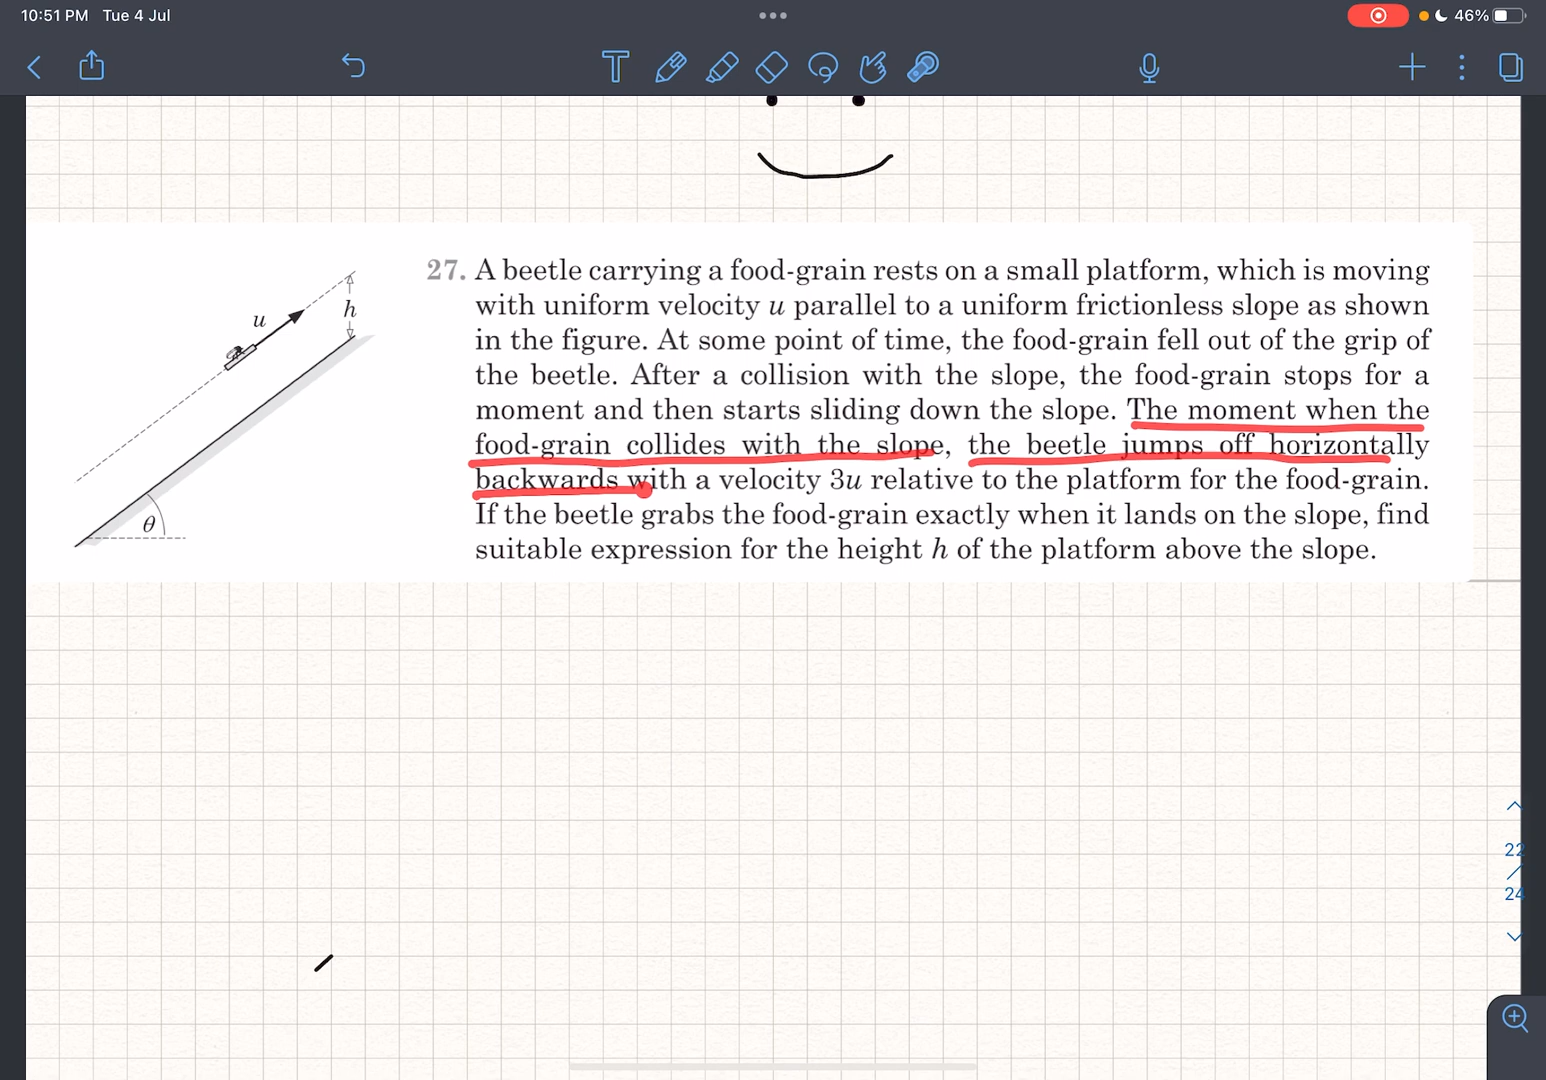 10:51 PM Tue 4 Jul
46%
T
27. A beetle carrying a food-grain rests on a small platform, which is moving
with uniform velocity u parallel to a uniform frictionless slope as shown
in the figure. At some point of time, the food-grain fell out of the grip of
the beetle. After a collision with the slope, the food-grain stops for a
moment and then starts sliding down the slope. The moment when the
food-grain collides with the slope, the beetle jumps off horizontally
backwards with a velocity 3u relative to the platform for the food-grain.
If the beetle grabs the food-grain exactly when it lands on the slope, find
suitable expression for the height h of the platform above the slope.
u
h
θ
22
24